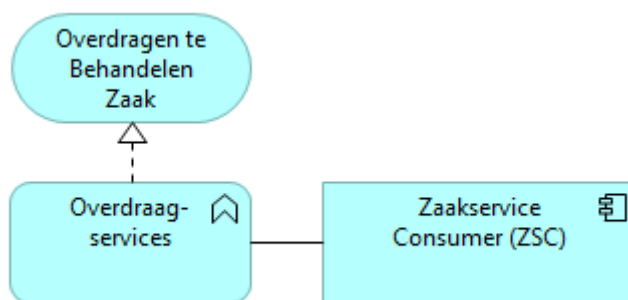 Overdragen te
Behandelen
Zaak
Overdraag-
services
Zaakservice
Consumer (ZSC)